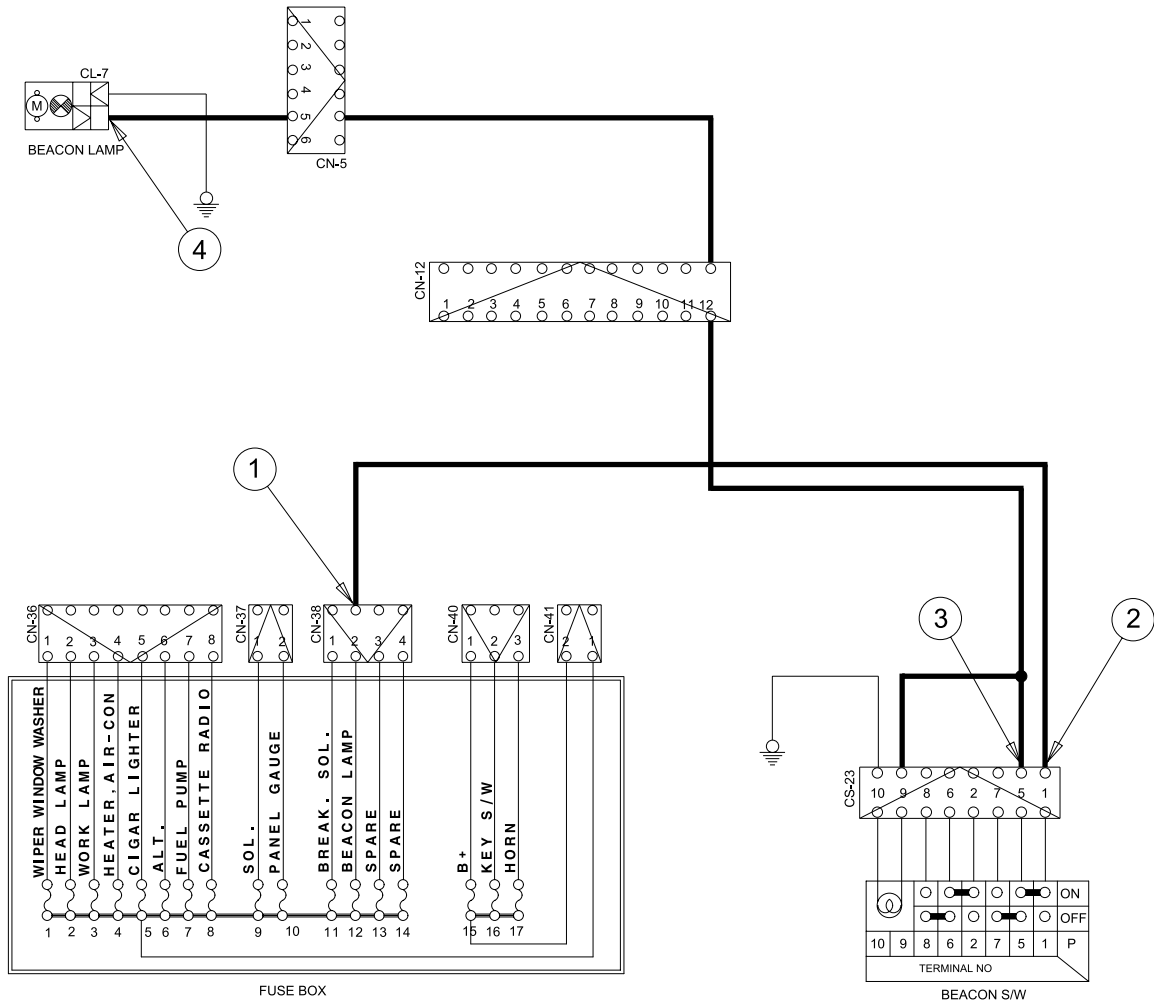 1
2
3
4
5
6
CN-5
CL-7
M
BEACON LAMP
4
CN-12
1 2 3 4 5 6 7 8 9 10 11 12
1
3
2
CN-36
1 2 3 4 5 6 7 8
CN-37
1 2
CN-38
1 2 3 4
CN-40
1 2 3
CN-41
2 1
WIPER WINDOW WASHER
HEAD LAMP
WORK LAMP
HEATER,AIR-CON
CIGAR LIGHTER
ALT.
FUEL PUMP
CASSETTE RADIO
SOL.
PANEL GAUGE
BREAK. SOL.
BEACON LAMP
SPARE
SPARE
B+
KEY S/W
HORN
1 2 3 4 5 6 7 8 9 10 11 12 13 14 15 16 17
FUSE BOX
CS-23
10 9 8 6 2 7 5 1
ON
OFF
10 9 8 6 2 7 5 1 P
TERMINAL NO
BEACON S/W